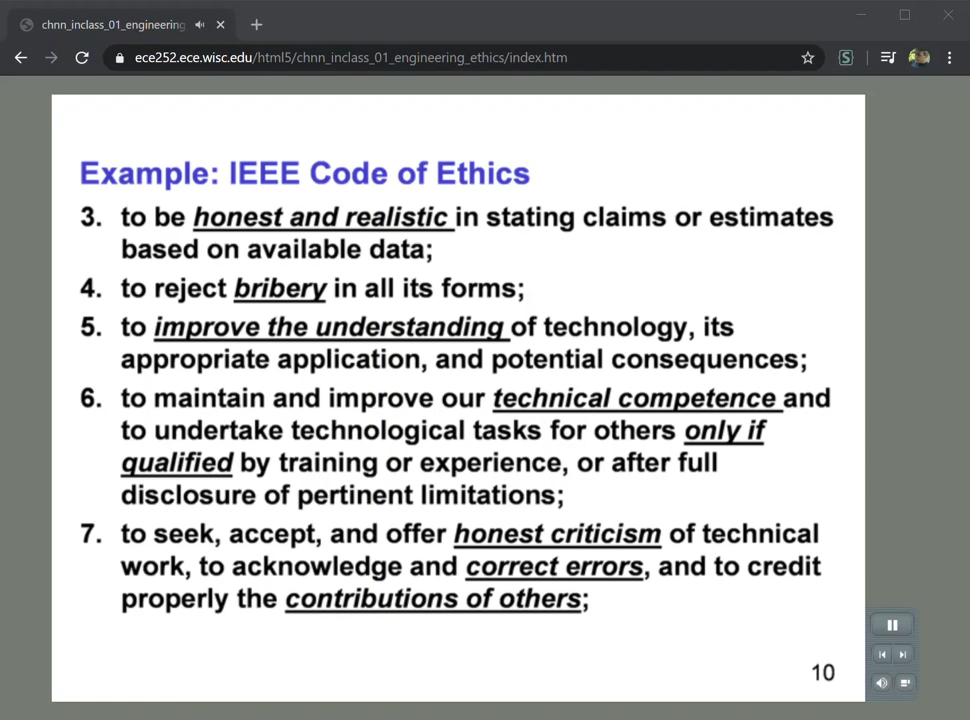 chnn_inclass_01_engineering
ece252.ece.wisc.edu/html5/chnn_inclass_01_engineering_ethics/index.htm
Example: IEEE Code of Ethics
3. to be honest and realistic in stating claims or estimates
based on available data;
4. to reject bribery in all its forms;
5. to improve the understanding of technology, its
appropriate application, and potential consequences;
6. to maintain and improve our technical competence and
to undertake technological tasks for others only if
qualified by training or experience, or after full
disclosure of pertinent limitations;
7. to seek, accept, and offer honest criticism of technical
work, to acknowledge and correct errors, and to credit
properly the contributions of others;
10